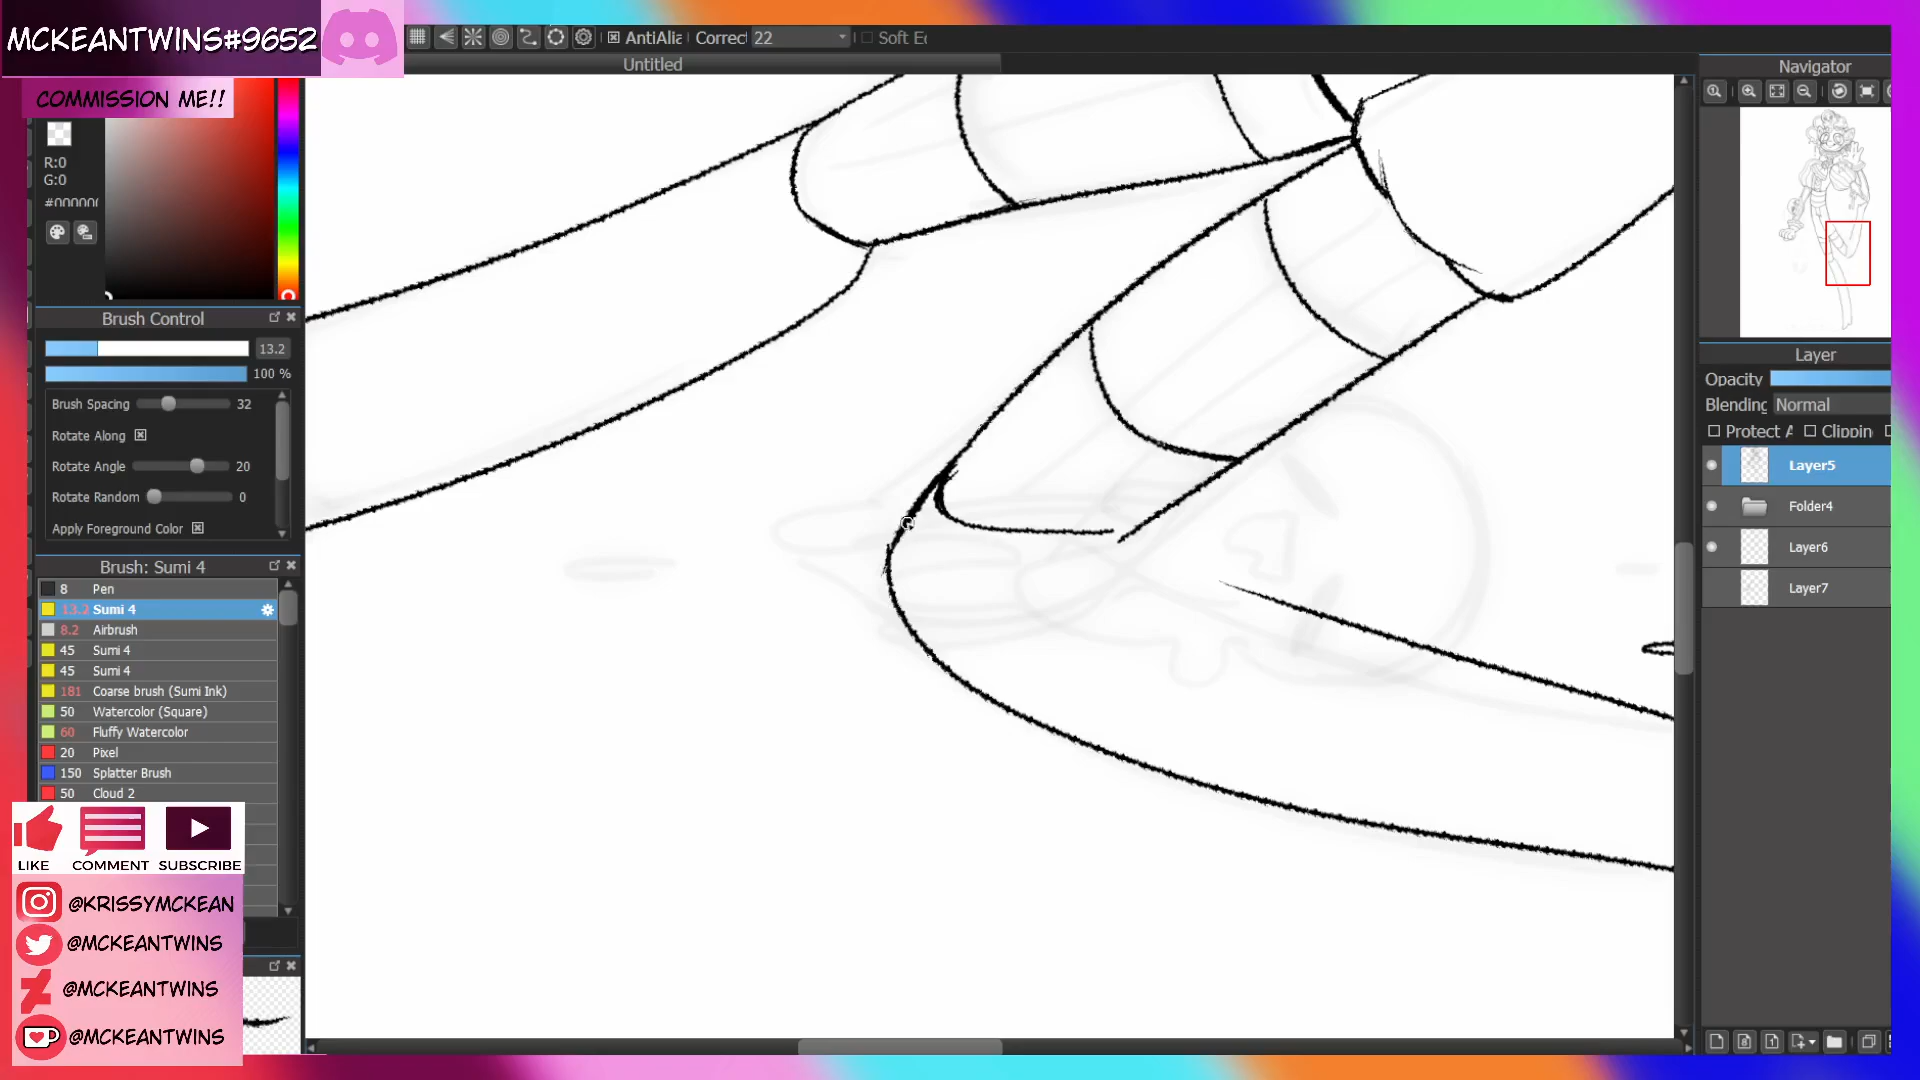 MCKEANTWINS#9652
COMMISSION ME!!
AntiAlia
Correct
22
Soft Ed
Untitled
Navigator
R:0
G:0
#000000
Brush Control
13.2
100 %
Brush Spacing
32
Rotate Along
Rotate Angle
20
Rotate Random
0
Apply Foreground Color
Brush: Sumi 4
8 Pen
13.2 Sumi 4
8.2 Airbrush
45 Sumi 4
45 Sumi 4
181 Coarse brush (Sumi Ink)
50 Watercolor (Square)
60 Fluffy Watercolor
20 Pixel
150 Splatter Brush
50 Cloud 2
LIKE
COMMENT
SUBSCRIBE
@KRISSYMCKEAN
@MCKEANTWINS
@MCKEANTWINS
@MCKEANTWINS
Layer
Opacity
Blending
Normal
Protect A
Clippin
Layer5
Folder4
Layer6
Layer7